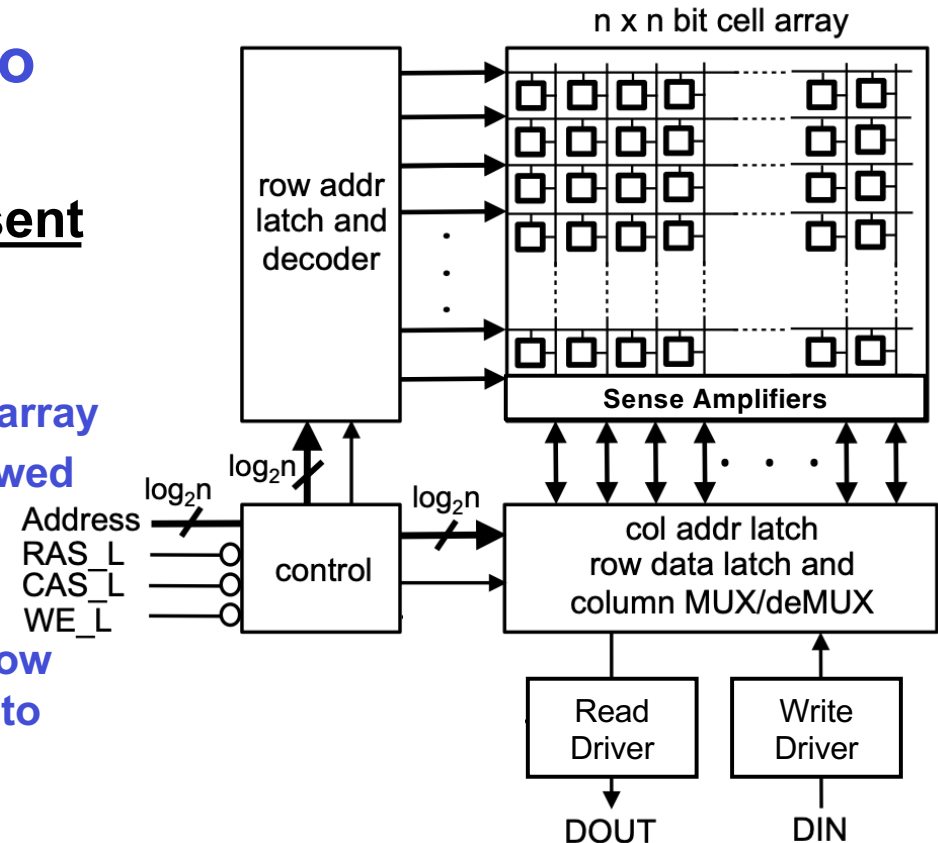 n x n bit cell array
o
sent
row addr
latch and
decoder
array
owed
Sense Amplifiers
log₂n
log₂n
log₂n
Address
RAS_L
CAS_L
WE_L
control
col addr latch
row data latch and
column MUX/deMUX
ow
to
Read
Driver
Write
Driver
DOUT
DIN